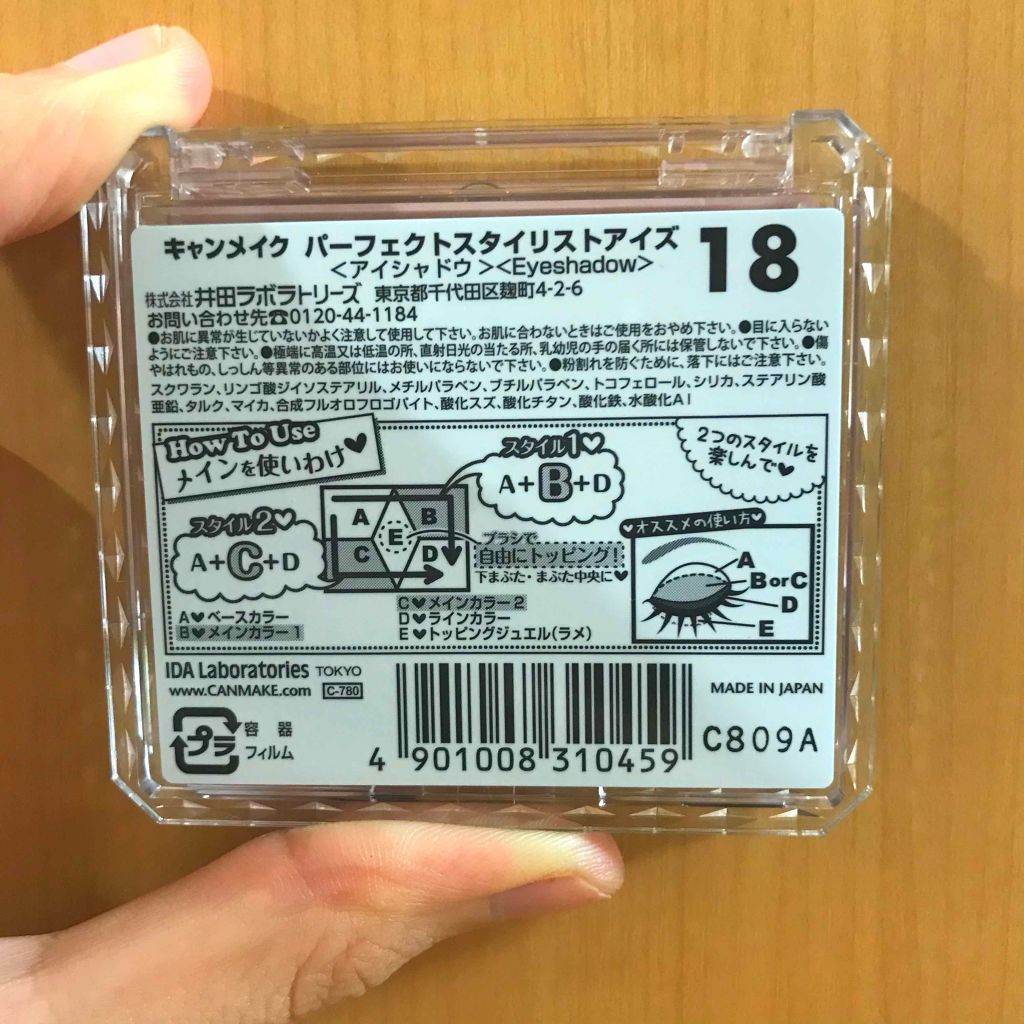 キャンメイク パーフェクトスタイリストアイズ 18
<アイシャドウ><Eyeshadow>
株式会社 井田ラボラトリーズ 東京都千代田区麹町4-2-6
お問い合わせ先☎0120-44-1184
●お肌に異常が生じていないかよく注意して使用して下さい。お肌に合わないときはご使用をおやめ下さい。●目に入らない
ようにご注意下さい。●極端に高温又は低温の所、直射日光の当たる所、乳幼児の手の届く所には保管しないで下さい。●傷
やはれもの、しっしん等異常のある部位にはお使いにならないで下さい。●粉割れを防ぐために、落下にはご注意下さい。
スクワラン、リンゴ酸ジイソステアリル、メチルパラベン、ブチルパラベン、トコフェロール、シリカ、ステアリン酸
亜鉛、タルク、マイカ、合成フルオロフロゴパイト、酸化スズ、酸化チタン、酸化鉄、水酸化Al
How To Use
メインを使いわけ♥
スタイル1♥
A+B+D
2つのスタイルを
楽しんで♥
スタイル2♥
A+C+D
A
B
C
D
E
ブラシで
自由にトッピング!
下まぶた・まぶた中央に♥
♥オススメの使い方♥
A
B or C
D
E
A♥ベースカラー
B♥メインカラー1
C♥メインカラー2
D♥ラインカラー
E♥トッピングジュエル(ラメ)
IDA Laboratories TOKYO
www.CANMAKE.com C-780
MADE IN JAPAN
プラ
容器
フィルム
4 901008 310459
C809A